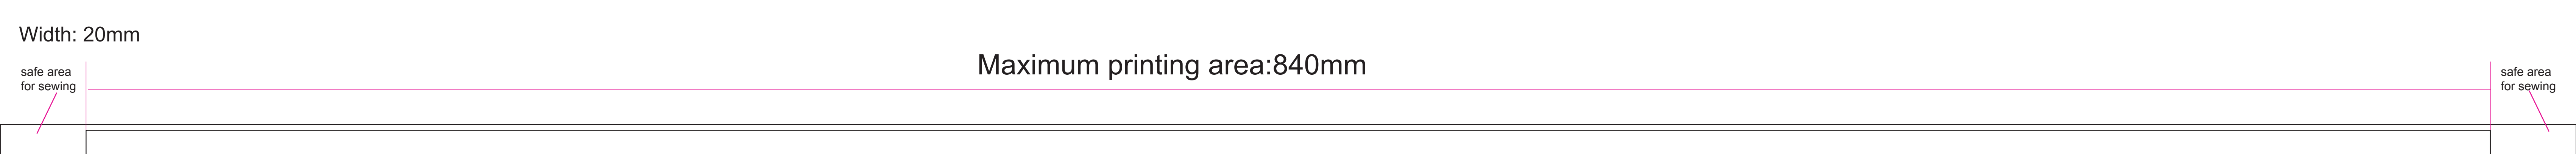 Width: 20mm
Maximum printing area:840mm
safe area
for sewing
safe area
for sewing